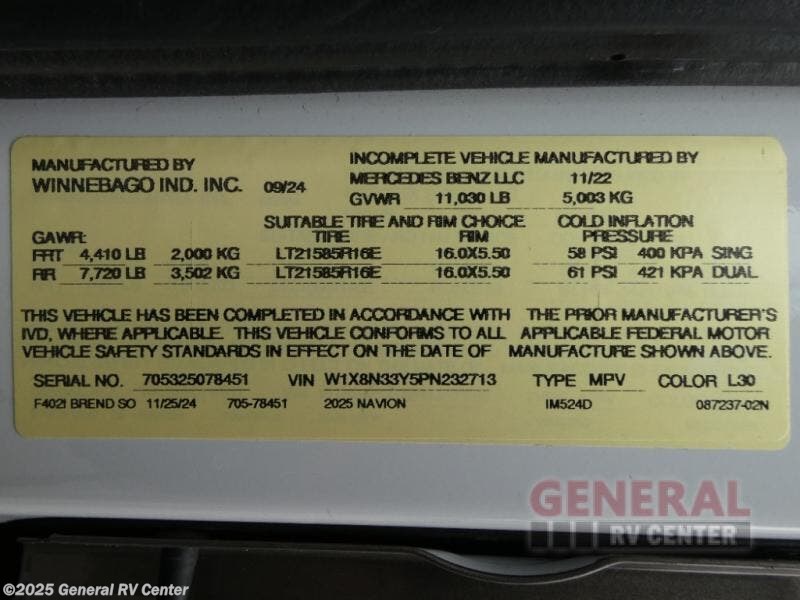 MANUFACTURED BY
WINNEBAGO IND. INC. 09/24
INCOMPLETE VEHICLE MANUFACTURED BY
MERCEDES BENZ LLC 11/22
GVWR 11,030 LB 5,003 KG
SUITABLE TIRE AND RIM CHOICE COLD INFLATION
GAWR: TIRE RIM PRESSURE
FRT 4,410 LB 2,000 KG LT21585R16E 16.0X5.50 58 PSI 400 KPA SING
RR 7,720 LB 3,502 KG LT21585R16E 16.0X5.50 61 PSI 421 KPA DUAL
THIS VEHICLE HAS BEEN COMPLETED IN ACCORDANCE WITH THE PRIOR MANUFACTURER'S
IVD, WHERE APPLICABLE. THIS VEHICLE CONFORMS TO ALL APPLICABLE FEDERAL MOTOR
VEHICLE SAFETY STANDARDS IN EFFECT ON THE DATE OF MANUFACTURE SHOWN ABOVE.
SERIAL NO. 705325078451 VIN W1X8N33Y5PN232713 TYPE MPV COLOR L30
F402I BREND SO 11/25/24 705-78451 2025 NAVION IM524D 087237-02N
GENERAL
RV CENTER
©2025 General RV Center